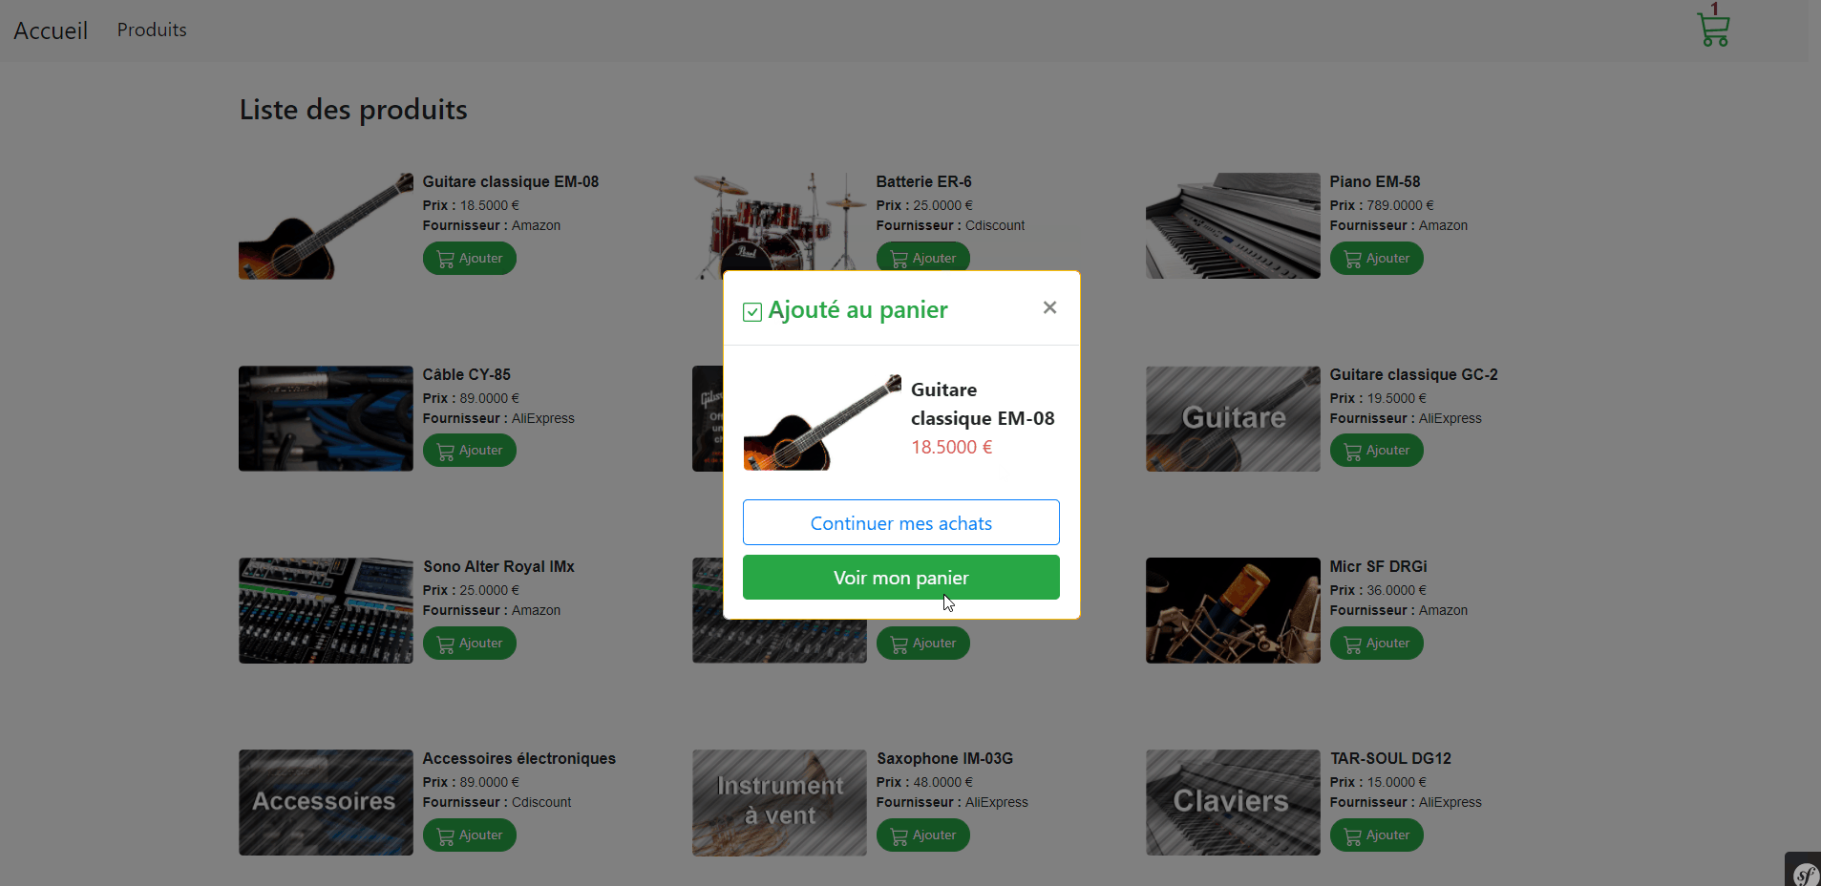 Accueil
Produits
1
Liste des produits
Guitare classique EM-08
Prix : 18.5000 €
Fournisseur : Amazon
Ajouter
Batterie ER-6
Prix : 25.0000 €
Fournisseur : Cdiscount
Ajouter
Piano EM-58
Prix : 789.0000 €
Fournisseur : Amazon
Ajouter
Ajouté au panier
×
Guitare
classique EM-08
18.5000 €
Continuer mes achats
Voir mon panier
Câble CY-85
Prix : 89.0000 €
Fournisseur : AliExpress
Ajouter
Guitare
Guitare classique GC-2
Prix : 19.5000 €
Fournisseur : AliExpress
Ajouter
Sono Alter Royal IMx
Prix : 25.0000 €
Fournisseur : Amazon
Ajouter
Ajouter
Micr SF DRGi
Prix : 36.0000 €
Fournisseur : Amazon
Ajouter
Accessoires
Accessoires électroniques
Prix : 89.0000 €
Fournisseur : Cdiscount
Ajouter
Instrument
à vent
Saxophone IM-03G
Prix : 48.0000 €
Fournisseur : AliExpress
Ajouter
Claviers
TAR-SOUL DG12
Prix : 15.0000 €
Fournisseur : AliExpress
Ajouter
sf